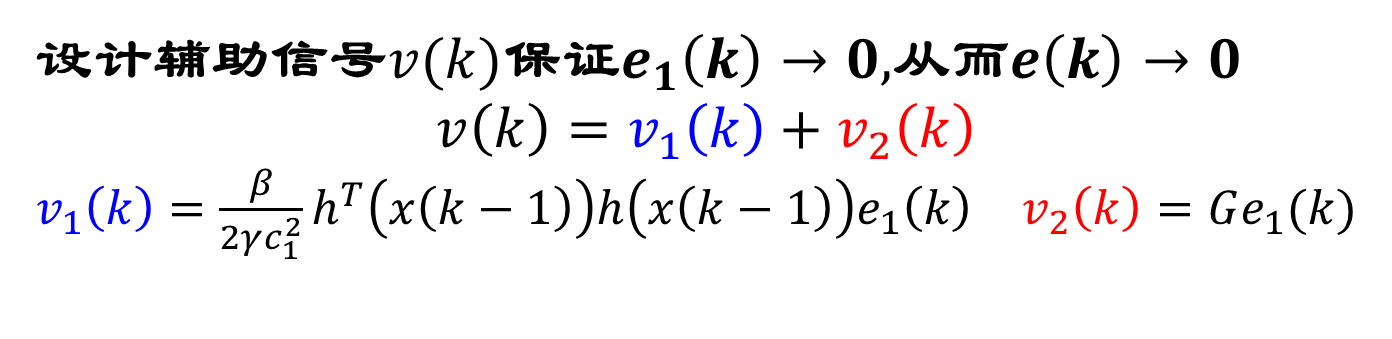 设计辅助信号v(k)保证e₁(k) → 0,从而e(k) → 0
v(k) = v₁(k) + v₂(k)
v₁(k) = \frac{β}{2γc₁²} hᵀ(x(k − 1))h(x(k − 1))e₁(k) v₂(k) = Ge₁(k)